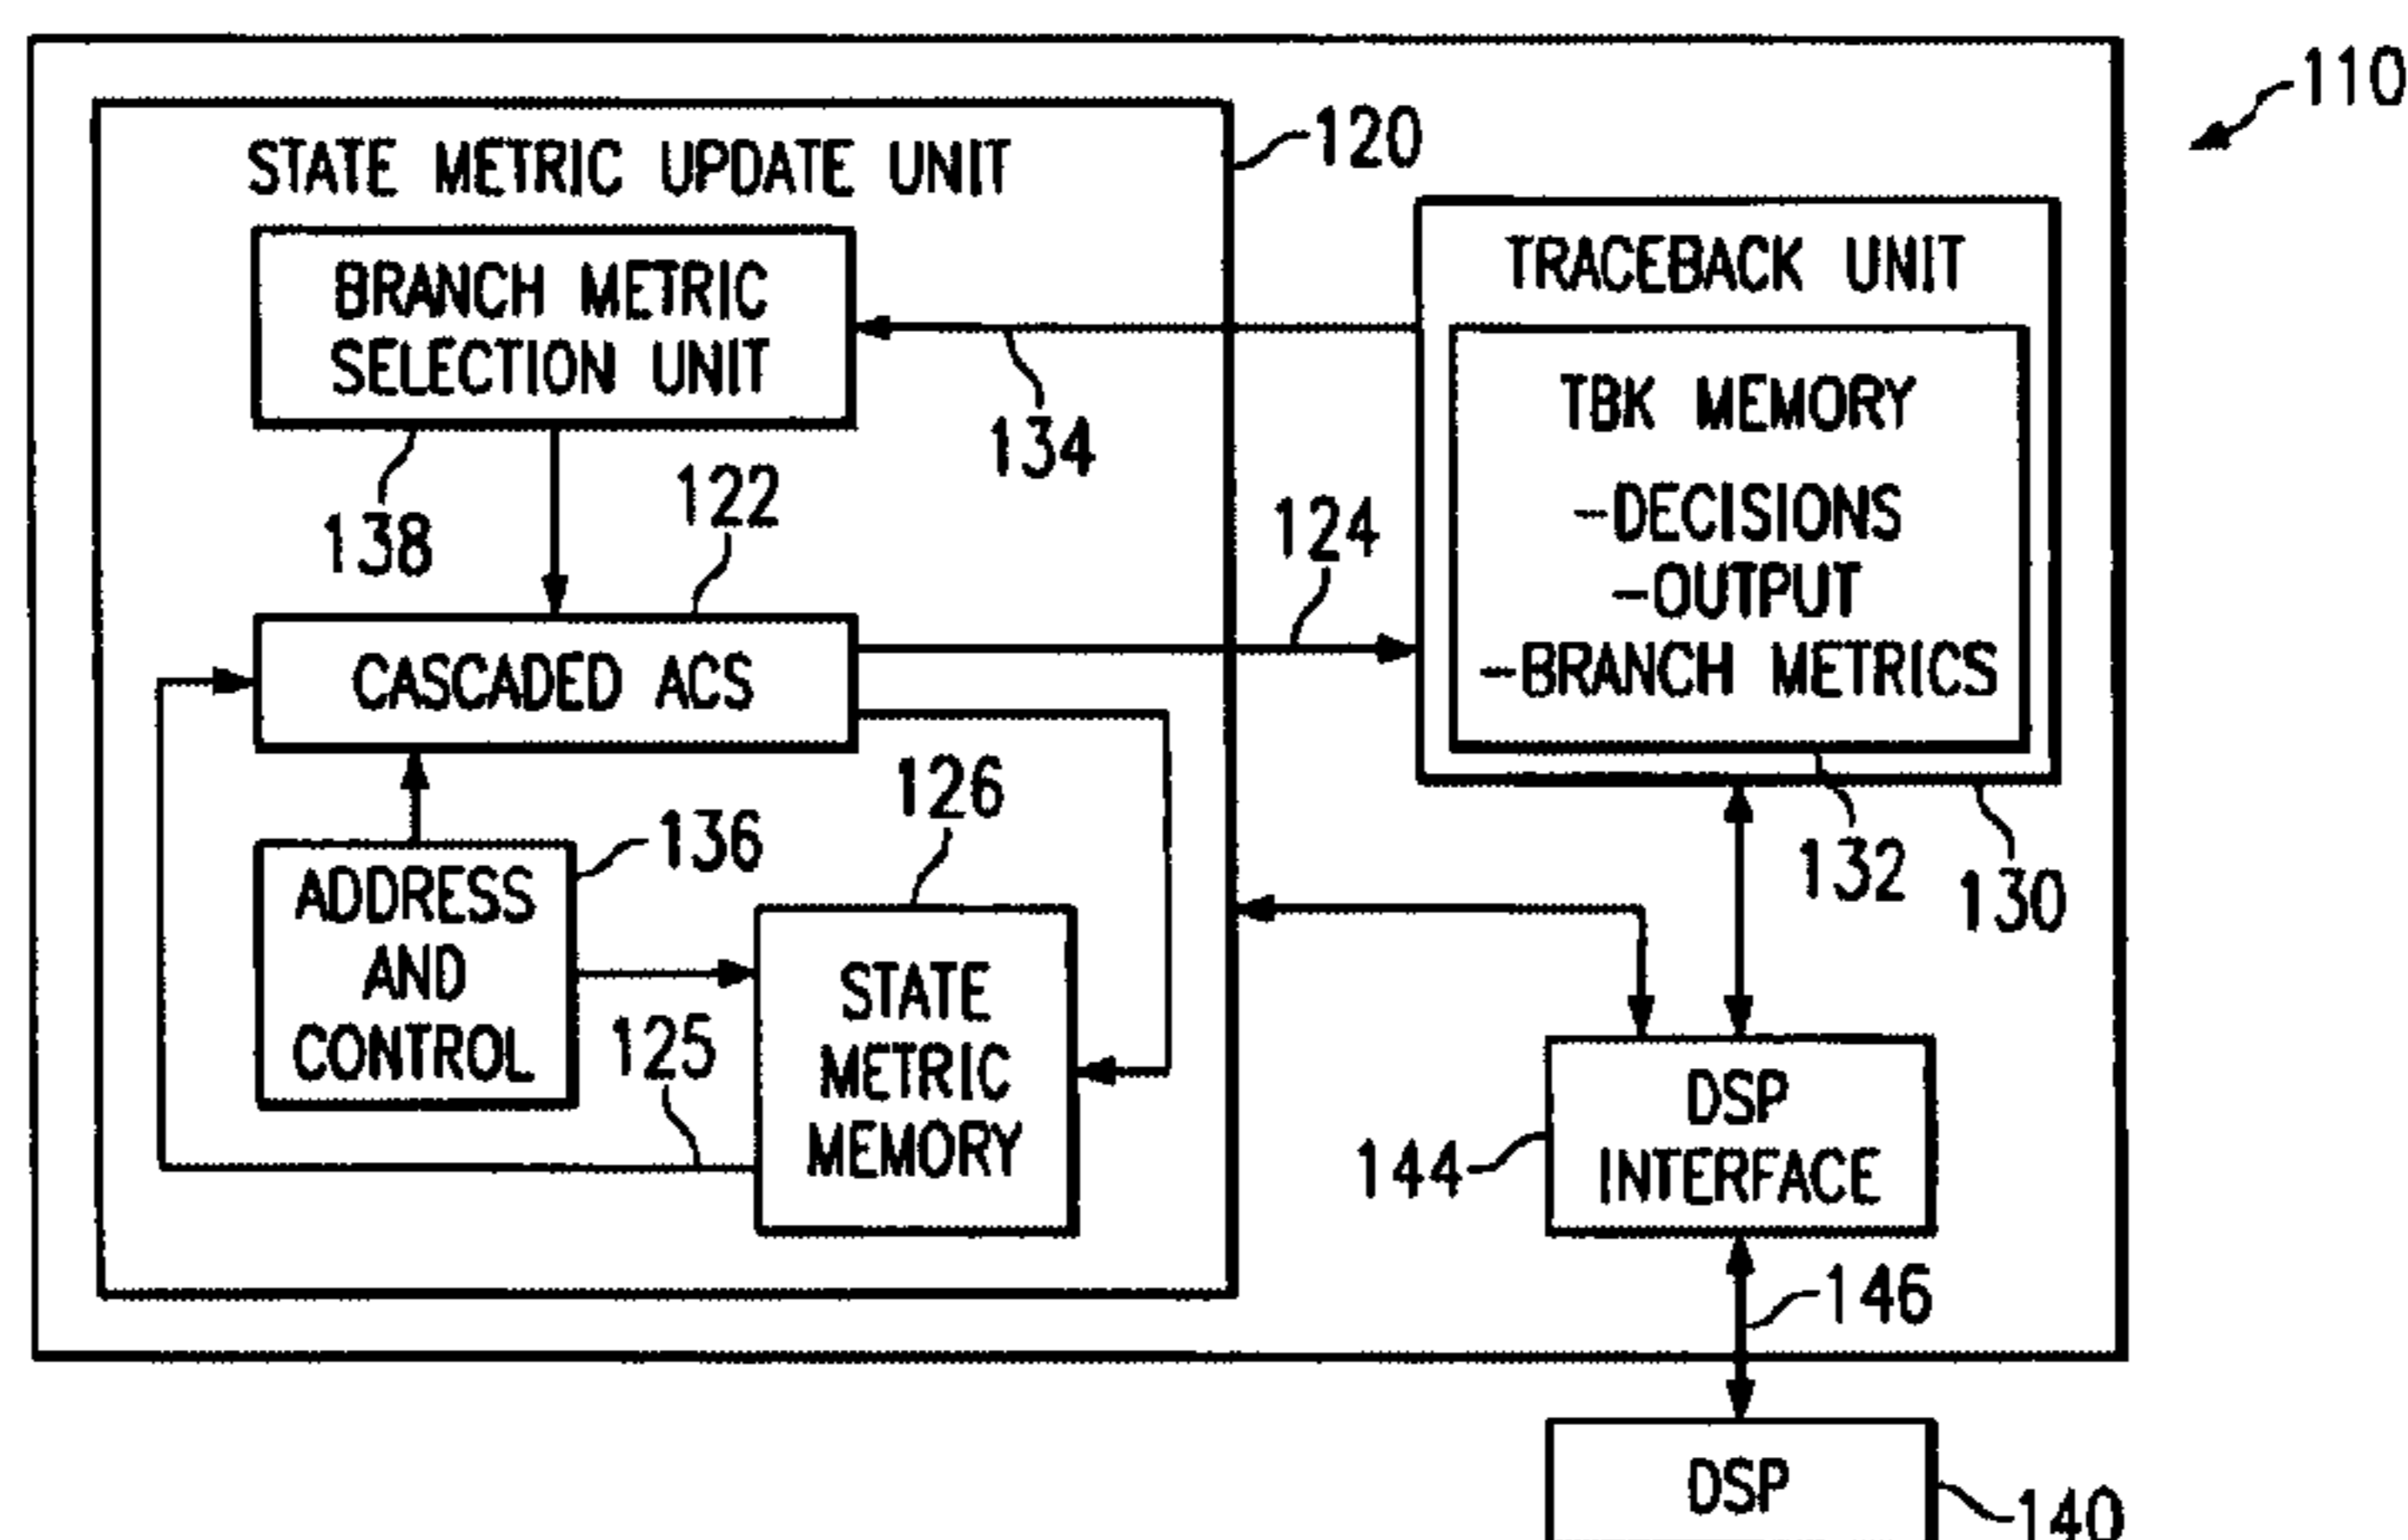 110
STATE METRIC UPDATE UNIT
120
BRANCH METRIC
SELECTION UNIT
134
138
122
124
TRACEBACK UNIT
TBK MEMORY
-DECISIONS
-OUTPUT
-BRANCH METRICS
CASCADED ACS
136
126
132
130
ADDRESS
AND
CONTROL
125
STATE
METRIC
MEMORY
144
DSP
INTERFACE
146
DSP
140